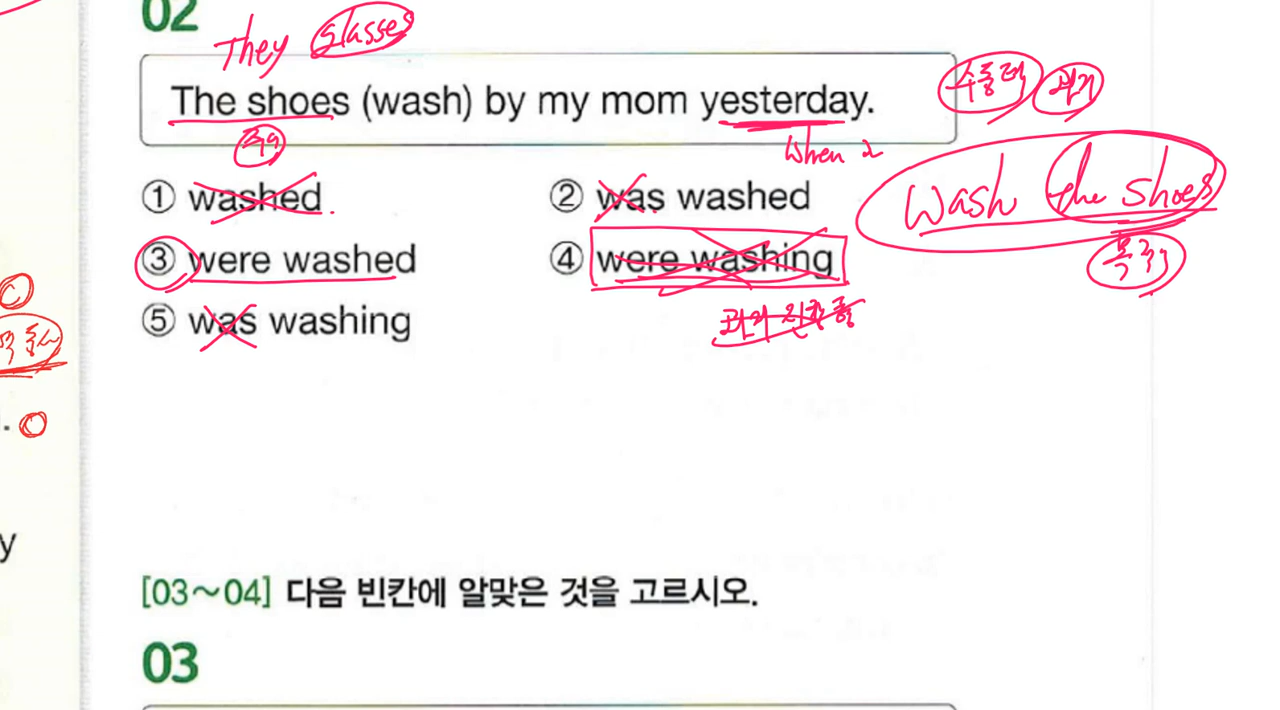 02
They glasses
The shoes (wash) by my mom yesterday.
수동태 과거
주어
When?
wash the shoes
목적어
① washed
② was washed
③ were washed
④ were washing
⑤ was washing
과거 진행형
y
[03~04] 다음 빈칸에 알맞은 것을 고르시오.
03